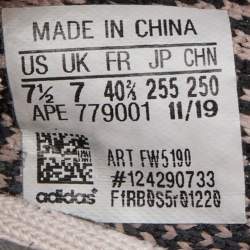 MADE IN CHINA
US UK FR JP CHN
7½ 7 40⅔ 255 250
APE 779001 11/19
ART FW5190
#124290733
F1RB0S5r01220
adidas